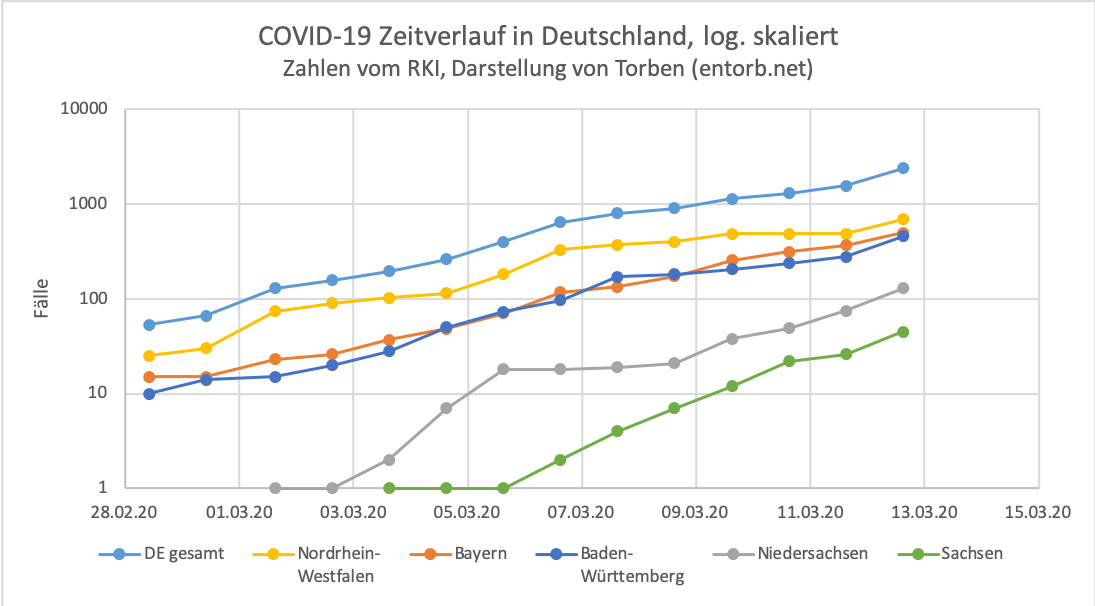 COVID-19 Zeitverlauf in Deutschland, log. skaliert
Zahlen vom RKI, Darstellung von Torben (entorb.net)
10000
1000
100
10
1
Fälle
28.02.20 01.03.20 03.03.20 05.03.20 07.03.20 09.03.20 11.03.20 13.03.20 15.03.20
DE gesamt Nordrhein- Bayern Baden- Niedersachsen Sachsen
Westfalen Württemberg